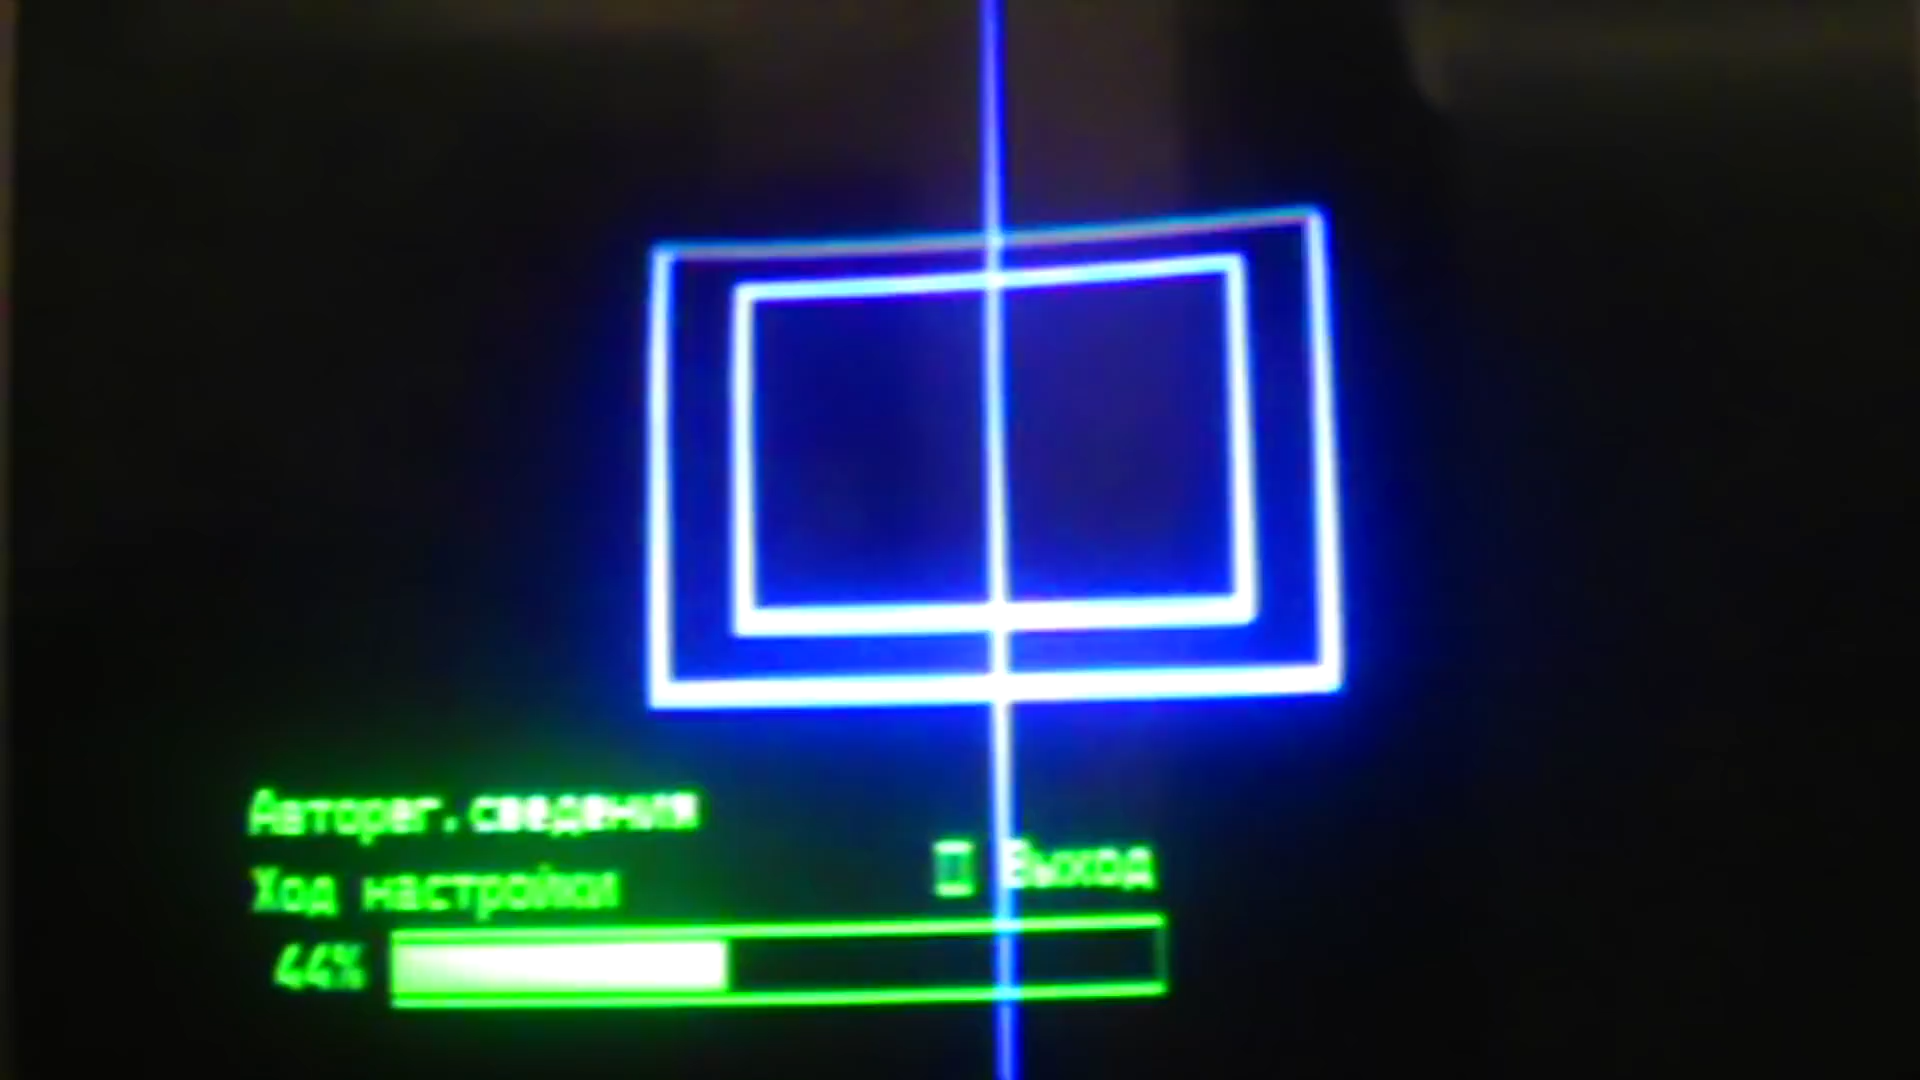 Авторег.сведения
Выход
Ход настройки
44%